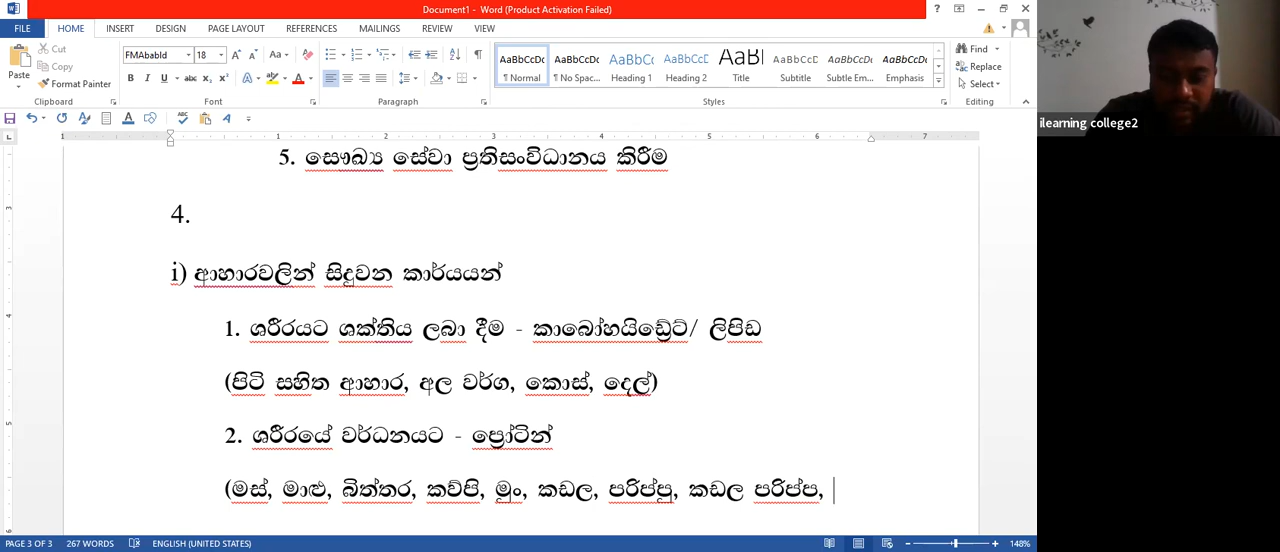 Document1 - Word (Product Activation Failed)
FILE HOME INSERT DESIGN PAGE LAYOUT REFERENCES MAILINGS REVIEW VIEW
Cut
Copy
Format Painter
Paste
Clipboard
FMAbabld 18
Font
Paragraph
AaBbCcDc AaBbCcDc AaBbCc AaBbCcD AaBl AaBbCcD AaBbCcDc AaBbCcDc
¶ Normal ¶ No Spac... Heading 1 Heading 2 Title Subtitle Subtle Em... Emphasis
Styles
Find
Replace
Select
Editing
ilearning college2
5. සෞඛ්‍ය සේවා ප්‍රතිසංවිධානය කිරීම
4.
i) ආහාරවලින් සිදුවන කාර්යයන්
1. ශරීරයට ශක්තිය ලබා දීම - කාබෝහයිඩ්‍රේට්/ ලිපිඩ
(පිටි සහිත ආහාර, අල වර්ග, කොස්, දෙල්)
2. ශරීරයේ වර්ධනයට - ප්‍රෝටින්
(මස්, මාළු, බිත්තර, කව්පි, මුං, කඩල, පරිප්පු, කඩල පරිප්ප,
PAGE 3 OF 3 267 WORDS ENGLISH (UNITED STATES) 148%